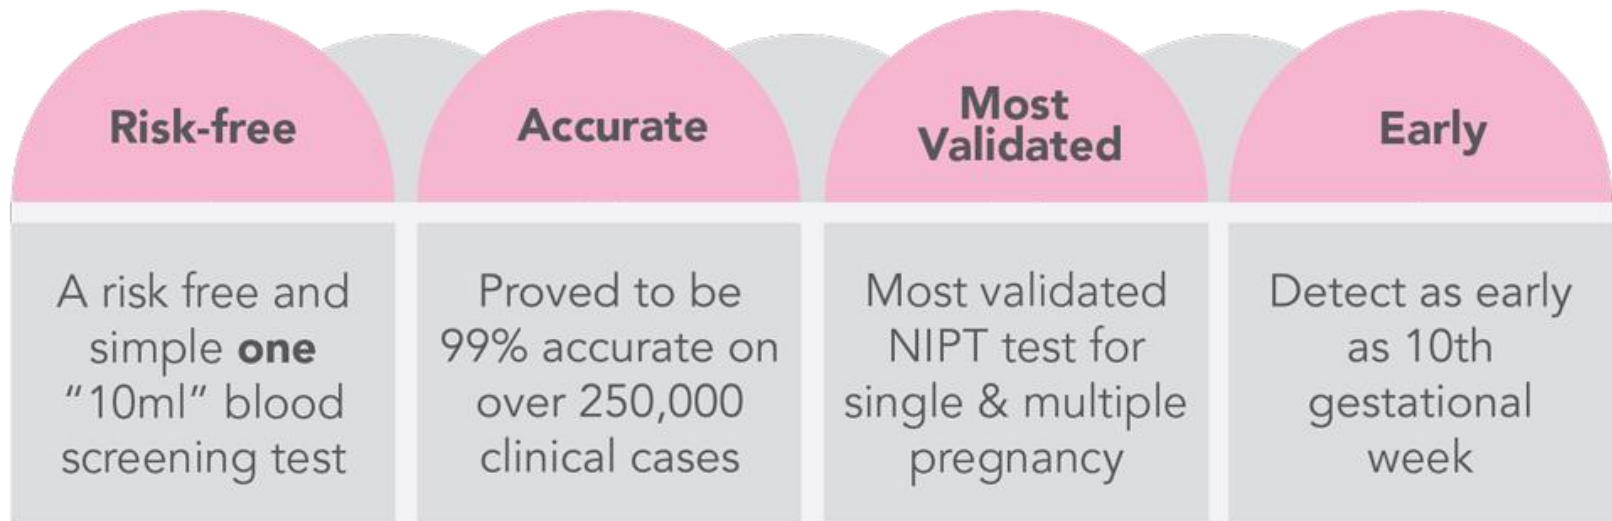 Risk-free
Accurate
Most
Validated
Early
A risk free and
simple one
"10ml" blood
screening test
Proved to be
99% accurate on
over 250,000
clinical cases
Most validated
NIPT test for
single & multiple
pregnancy
Detect as early
as 10th
gestational
week